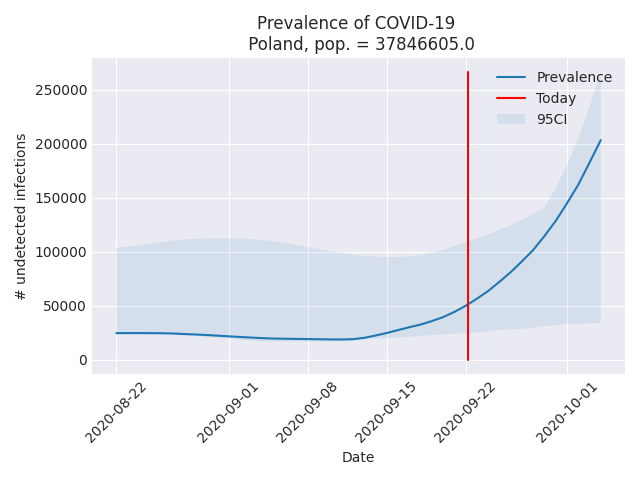 Prevalence of COVID-19
Poland, pop. = 37846605.0
Prevalence
Today
95CI
250000
200000
150000
100000
50000
0
# undetected infections
2020-08-22
2020-09-01
2020-09-08
2020-09-15
2020-09-22
2020-10-01
Date